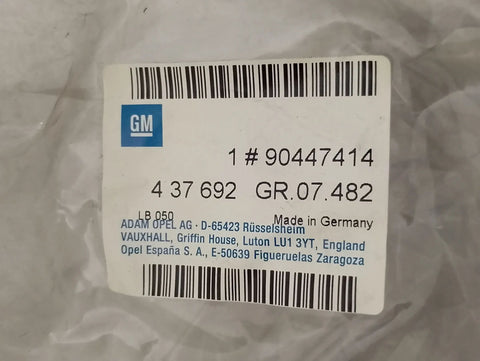 GM
1 # 90447414
4 37 692 GR.07.482
LB 050 Made in Germany
ADAM OPEL AG · D-65423 Rüsselsheim
VAUXHALL, Griffin House, Luton LU1 3YT, England
Opel España S. A., E-50639 Figueruelas Zaragoza